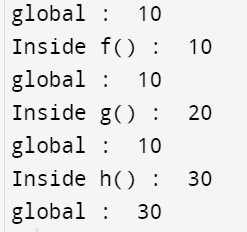 global :  10
Inside f() :  10
global :  10
Inside g() :  20
global :  10
Inside h() :  30
global :  30